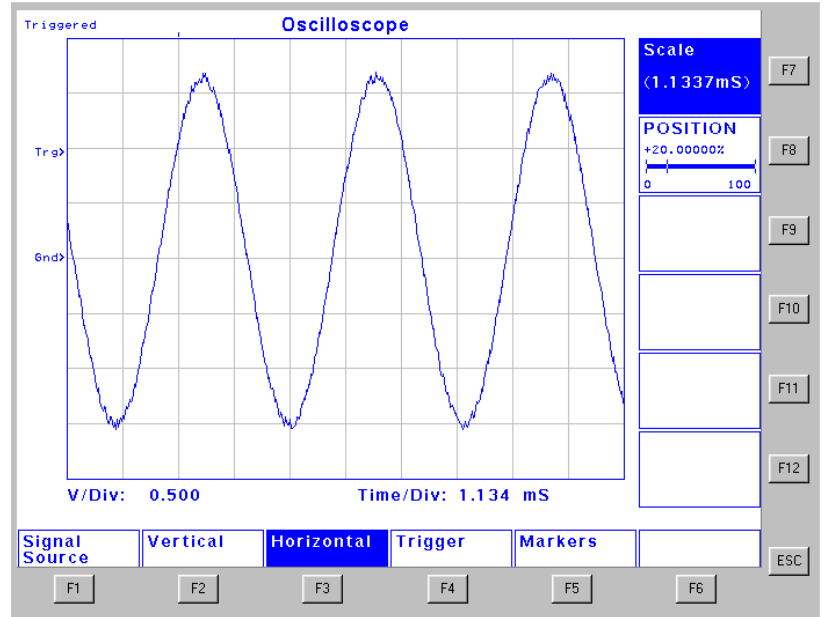 Triggered
Oscilloscope
Scale
(1.1337mS)
F7
POSITION
+20.00000%
0 100
F8
Trg>
F9
Gnd>
F10
F11
F12
V/Div: 0.500
Time/Div: 1.134 mS
Signal
Source
Vertical
Horizontal
Trigger
Markers
ESC
F1
F2
F3
F4
F5
F6